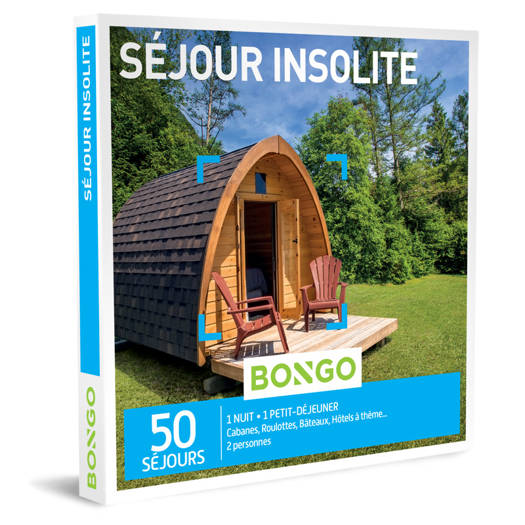 SÉJOUR INSOLITE
SÉJOUR INSOLITE
BONGO
BONGO
50
SÉJOURS
1 NUIT • 1 PETIT-DÉJEUNER
Cabanes, Roulottes, Bâteaux, Hôtels à thème...
2 personnes